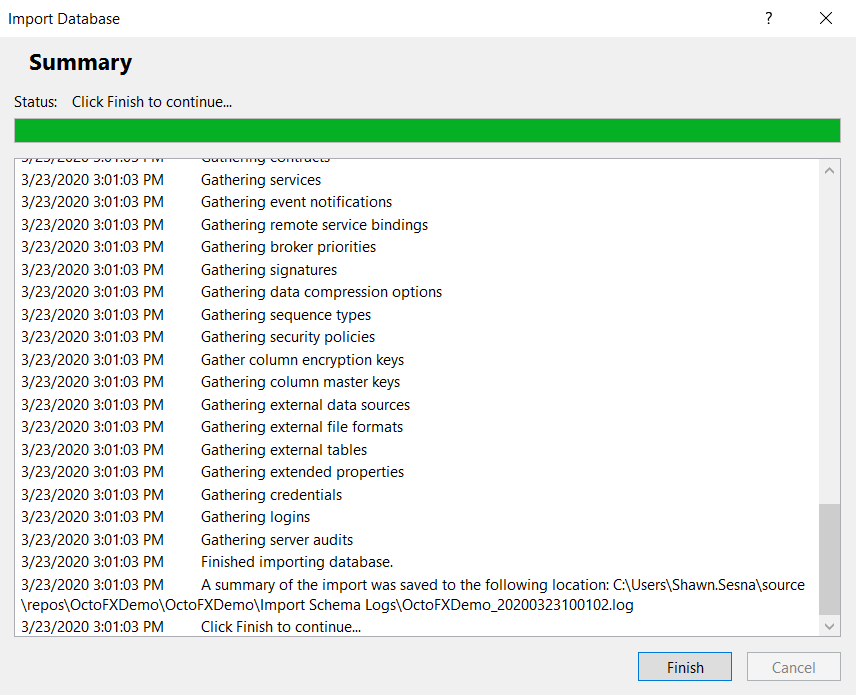 Import Database
?
Summary
Status: Click Finish to continue...
3/23/2020 3:01:03 PM Gathering contracts
3/23/2020 3:01:03 PM Gathering services
3/23/2020 3:01:03 PM Gathering event notifications
3/23/2020 3:01:03 PM Gathering remote service bindings
3/23/2020 3:01:03 PM Gathering broker priorities
3/23/2020 3:01:03 PM Gathering signatures
3/23/2020 3:01:03 PM Gathering data compression options
3/23/2020 3:01:03 PM Gathering sequence types
3/23/2020 3:01:03 PM Gathering security policies
3/23/2020 3:01:03 PM Gather column encryption keys
3/23/2020 3:01:03 PM Gathering column master keys
3/23/2020 3:01:03 PM Gathering external data sources
3/23/2020 3:01:03 PM Gathering external file formats
3/23/2020 3:01:03 PM Gathering external tables
3/23/2020 3:01:03 PM Gathering extended properties
3/23/2020 3:01:03 PM Gathering credentials
3/23/2020 3:01:03 PM Gathering logins
3/23/2020 3:01:03 PM Gathering server audits
3/23/2020 3:01:03 PM Finished importing database.
3/23/2020 3:01:03 PM A summary of the import was saved to the following location: C:\Users\Shawn.Sesna\source
\repos\OctoFXDemo\OctoFXDemo\Import Schema Logs\OctoFXDemo_20200323100102.log
3/23/2020 3:01:03 PM Click Finish to continue...
Finish Cancel